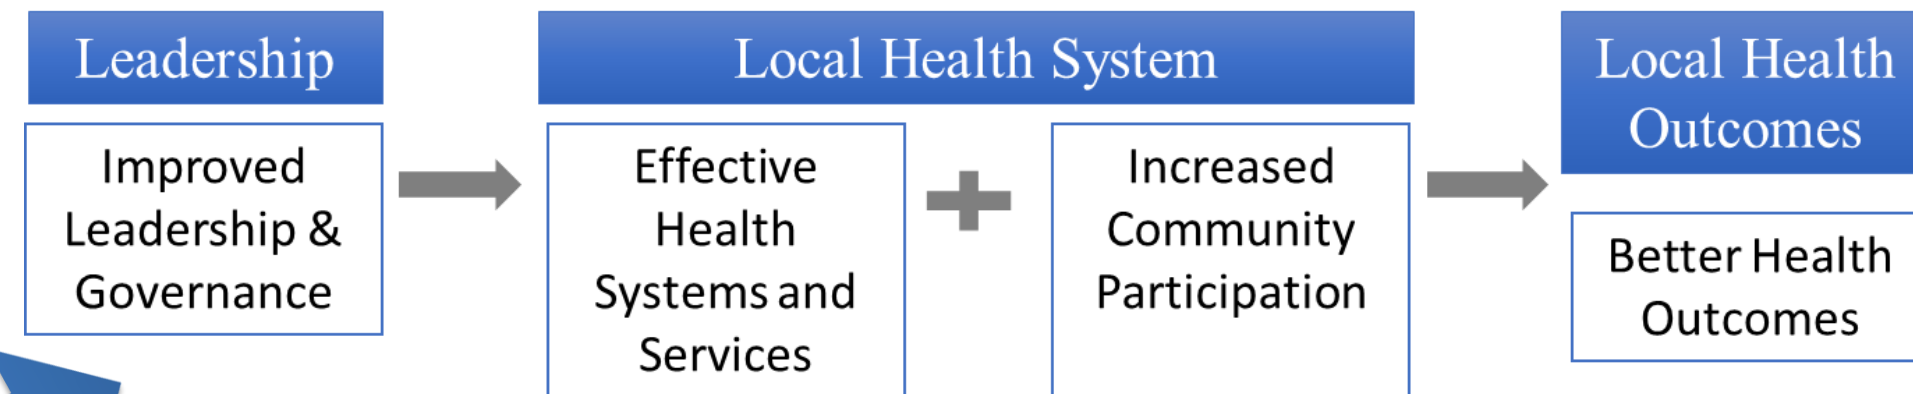 Leadership
Improved
Leadership &
Governance
Local Health System
Effective
Health
Systems and
Services
Increased
Community
Participation
Local Health
Outcomes
Better Health
Outcomes